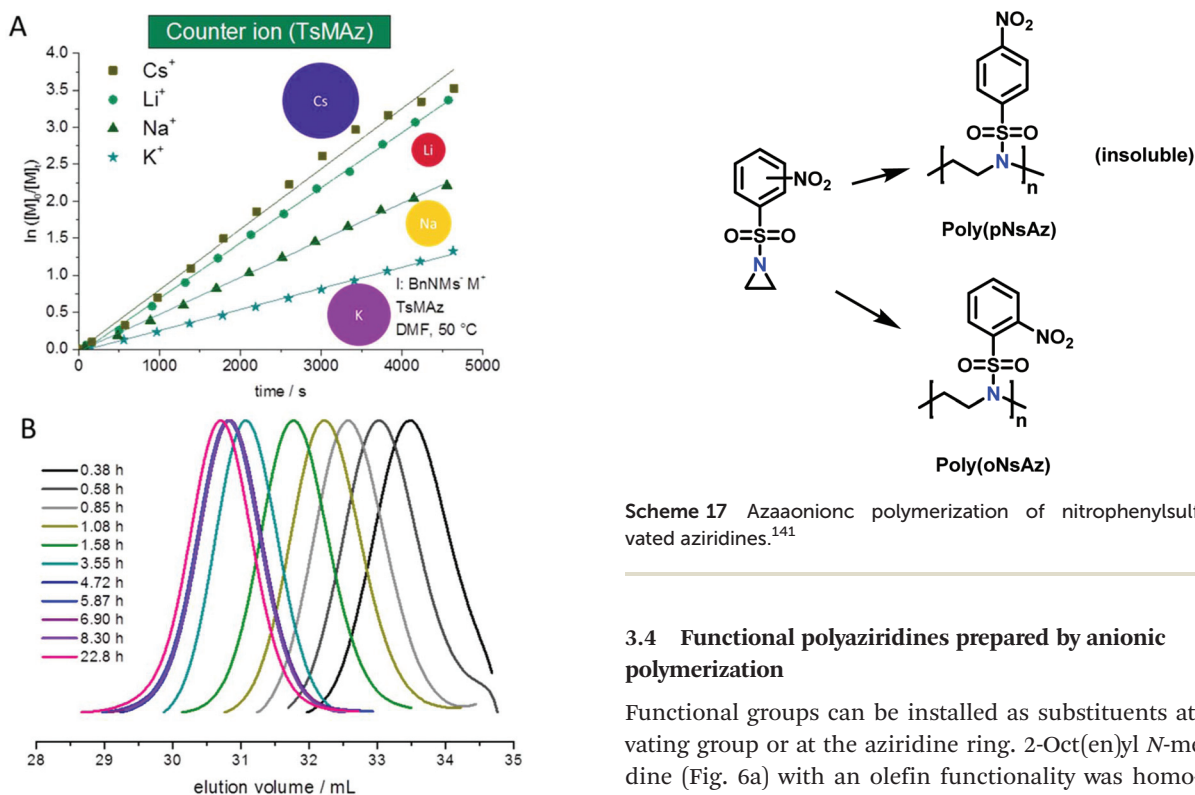 A
Counter ion (TsMAz)
4.0
3.5
3.0
2.5
2.0
1.5
1.0
0.5
0.0
ln ([M]0/[M]t)
Cs+
Li+
Na+
K+
Cs
Li
Na
K
I: BnNMs- M+
TsMAz
DMF, 50 °C
0 1000 2000 3000 4000 5000
time / s
B
0.38 h
0.58 h
0.85 h
1.08 h
1.58 h
3.55 h
4.72 h
5.87 h
6.90 h
8.30 h
22.8 h
28 29 30 31 32 33 34 35
elution volume / mL
NO2
O=S=O
N
NO2
O=S=O
N
n
(insoluble)
Poly(pNsAz)
NO2
O=S=O
N
n
Poly(oNsAz)
Scheme 17 Azaaonionc polymerization of nitrophenylsulf
vated aziridines.141
3.4 Functional polyaziridines prepared by anionic
polymerization
Functional groups can be installed as substituents at
vating group or at the aziridine ring. 2-Oct(en)yl N-me
dine (Fig. 6a) with an olefin functionality was homo-